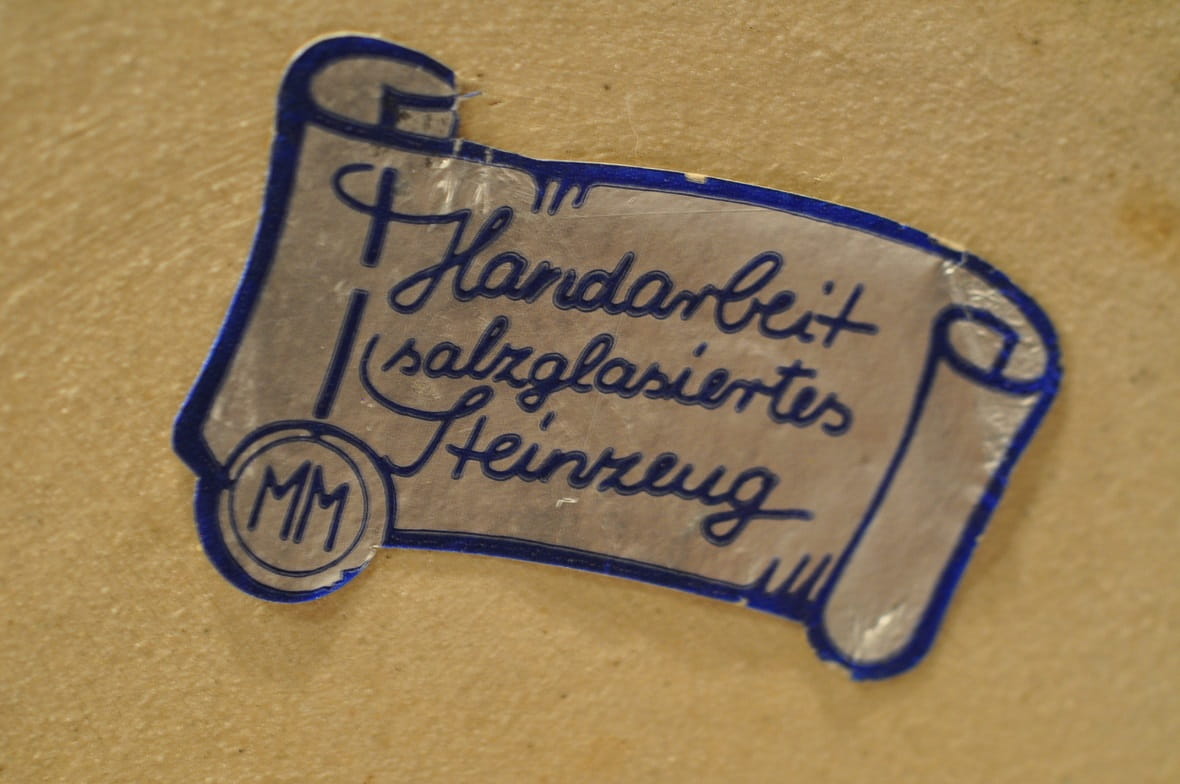 Handarbeit
salzglasiertes
Steinzeug
MM